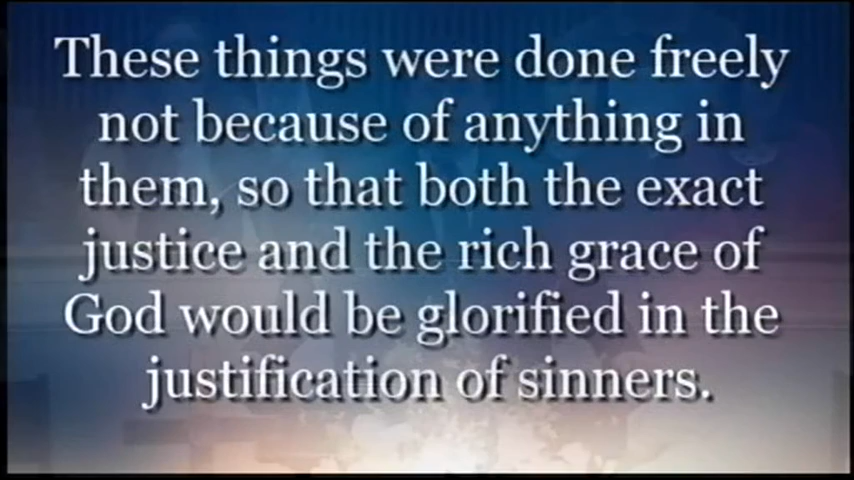 These things were done freely
not because of anything in
them, so that both the exact
justice and the rich grace of
God would be glorified in the
justification of sinners.